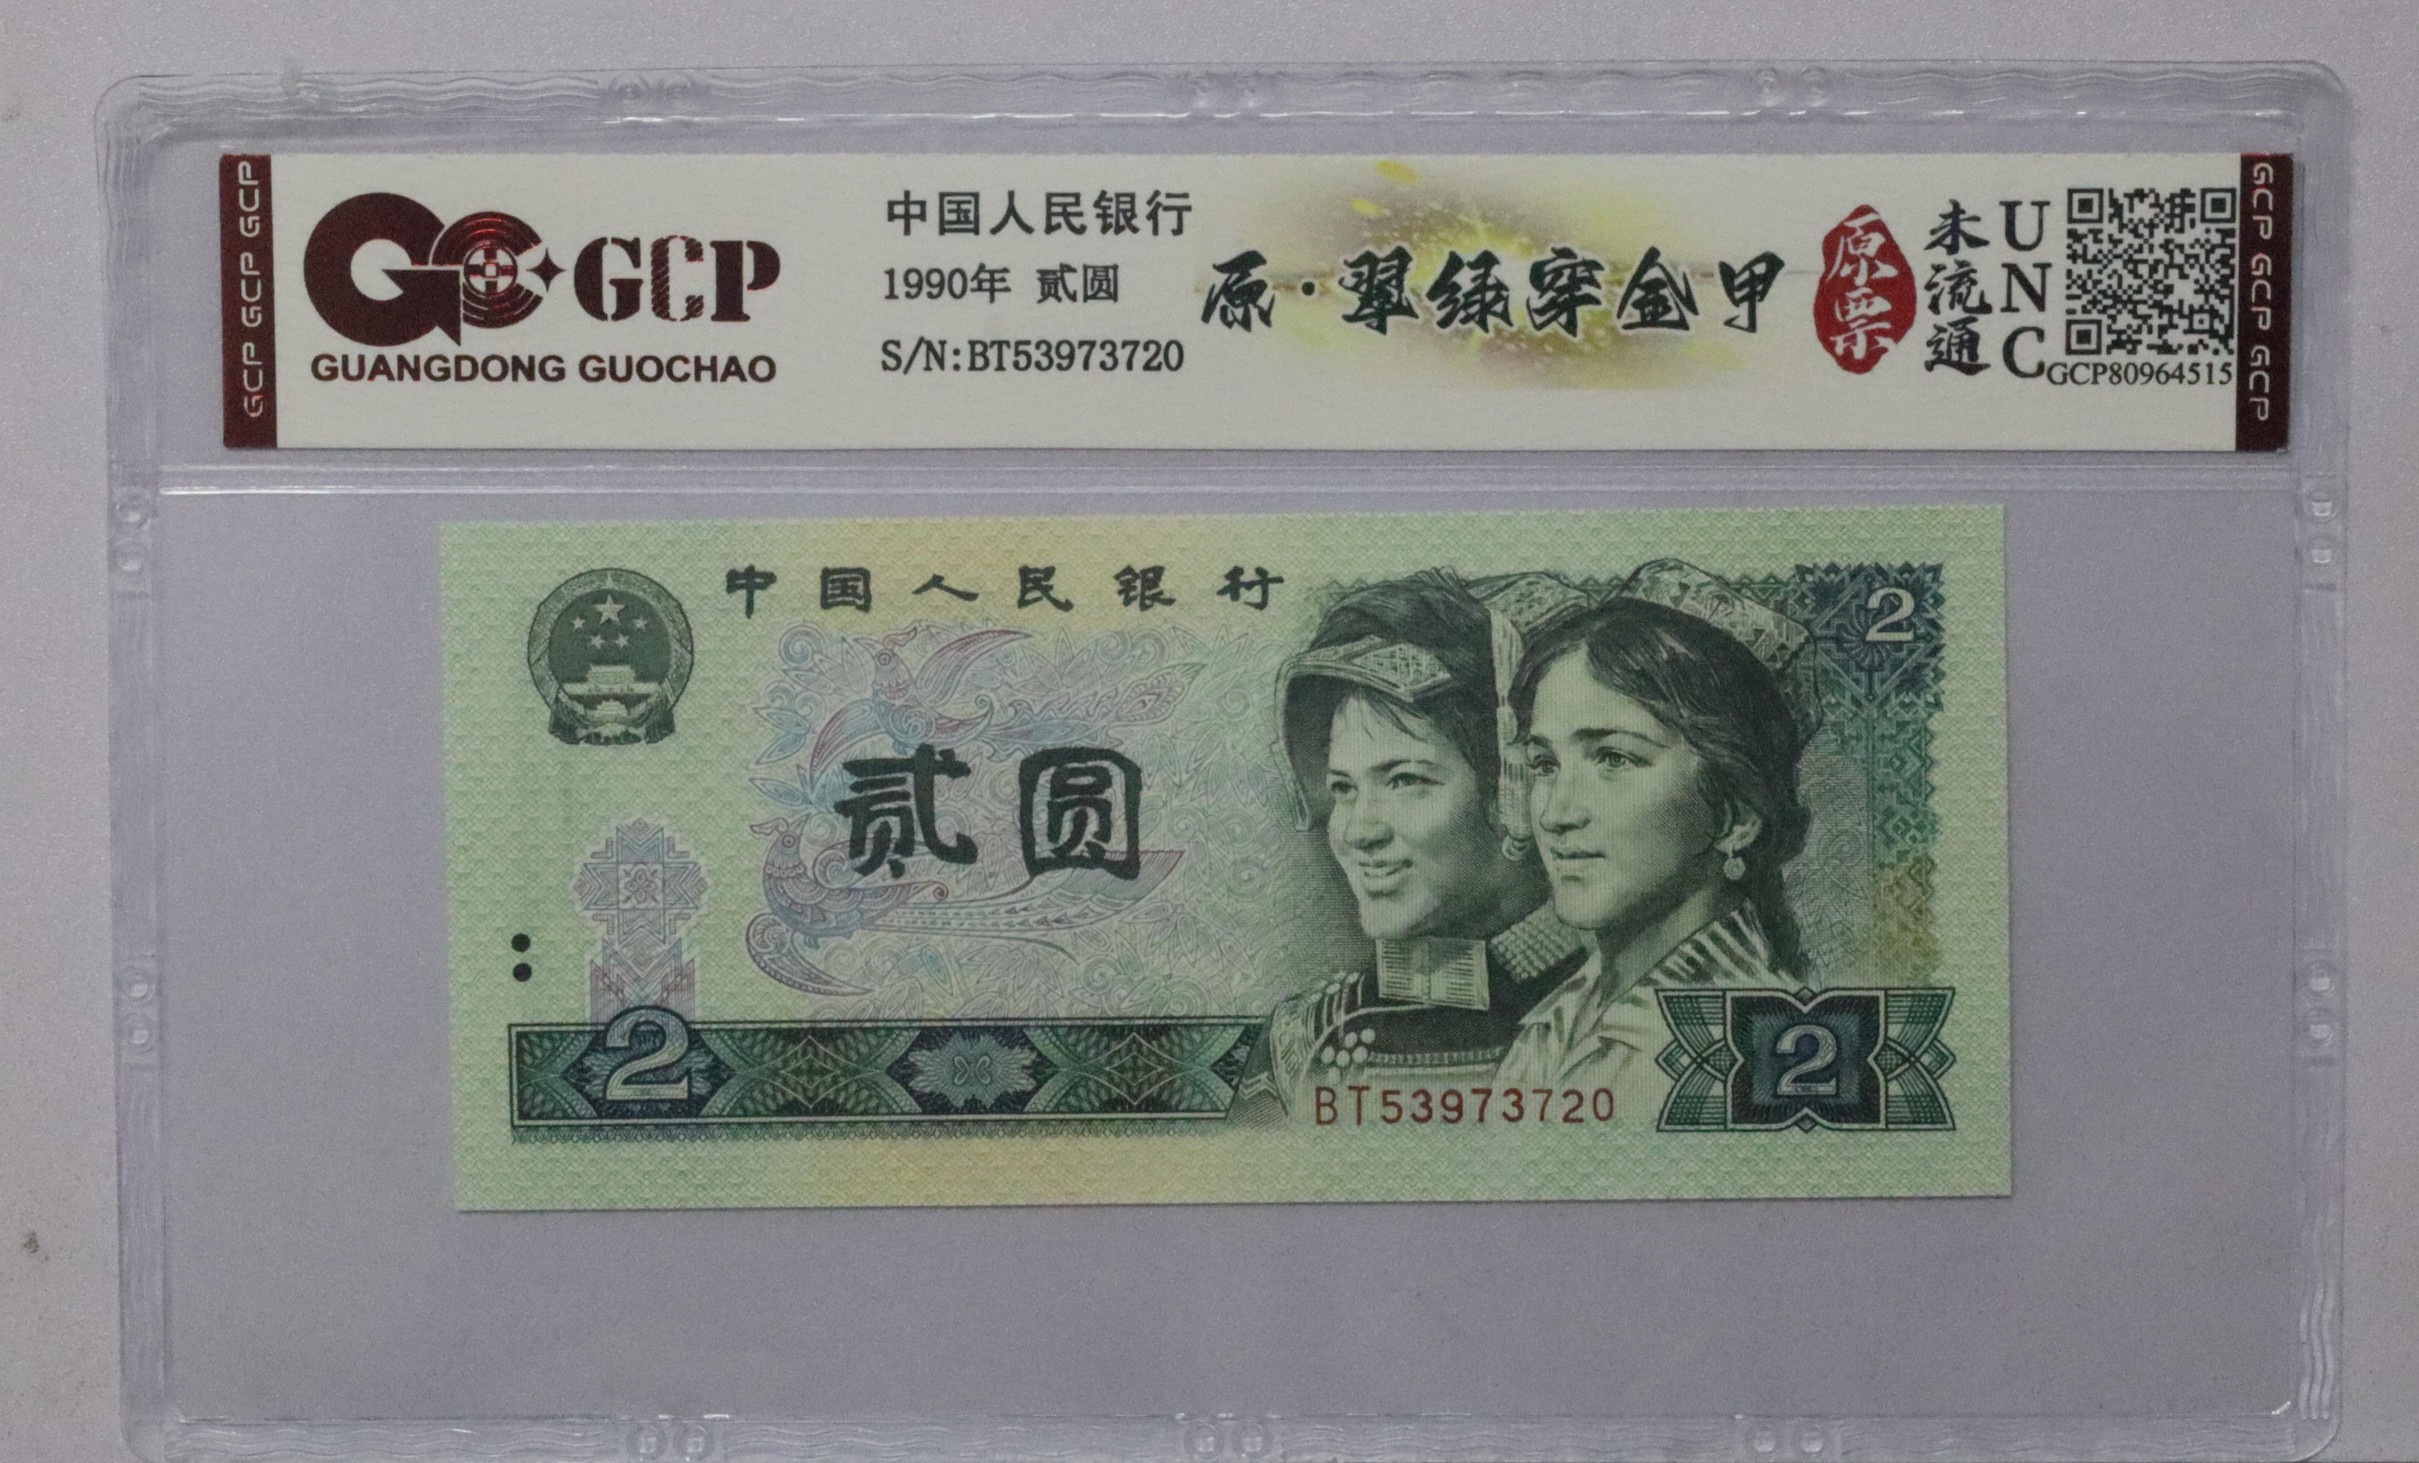 GCP GCP GCP
GCP
GUANGDONG GUOCHAO
中国人民银行
1990年 贰圆
S/N:BT53973720
原·翠绿穿金甲
原票
未流通
UNC
GCP80964515
GCP GCP GCP
中国人民银行
2
贰圆
2
BT53973720
2